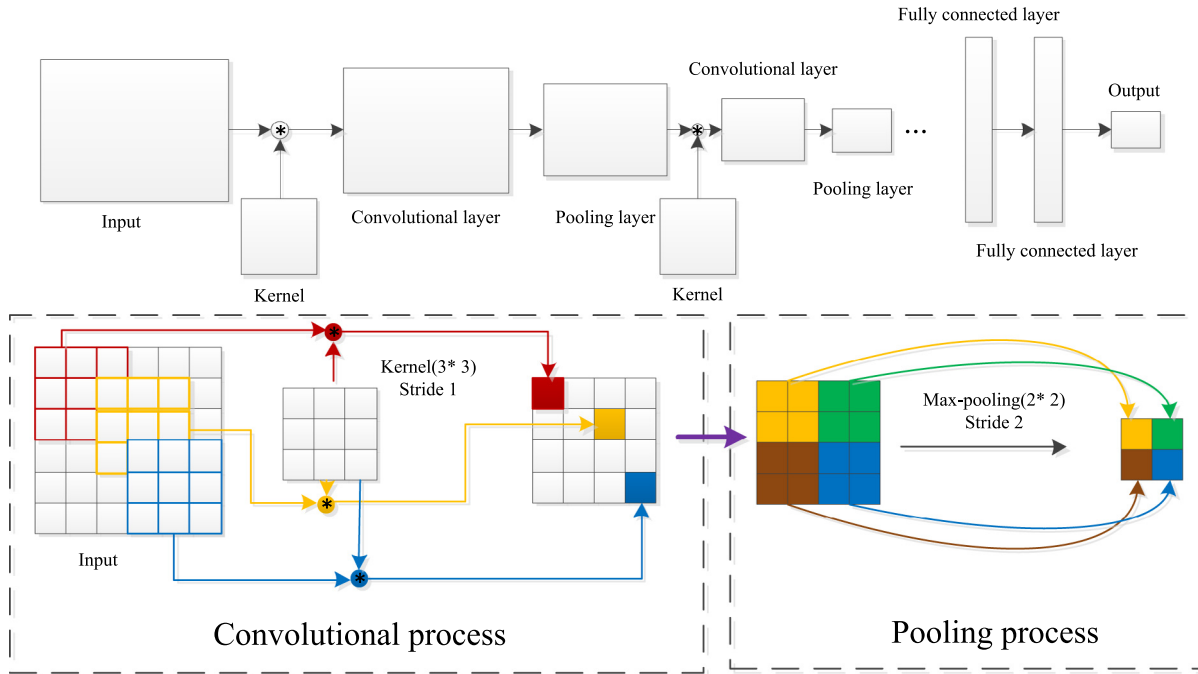 Fully connected layer
Convolutional layer
Output
...
Input
Convolutional layer
Pooling layer
Pooling layer
Fully connected layer
Kernel
Kernel
*
*
Kernel(3* 3)
Stride 1
*
*
*
Input
Convolutional process
Max-pooling(2* 2)
Stride 2
Pooling process